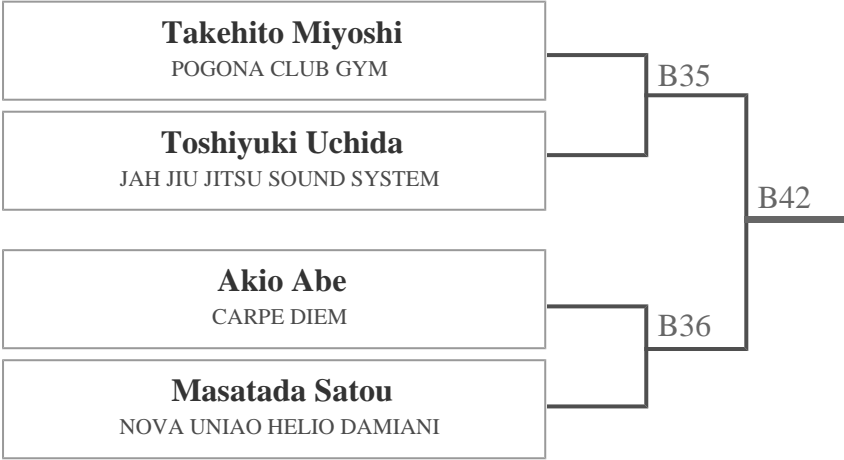 Takehito Miyoshi
POGONA CLUB GYM
B35
Toshiyuki Uchida
JAH JIU JITSU SOUND SYSTEM
B42
Akio Abe
CARPE DIEM
B36
Masatada Satou
NOVA UNIAO HELIO DAMIANI